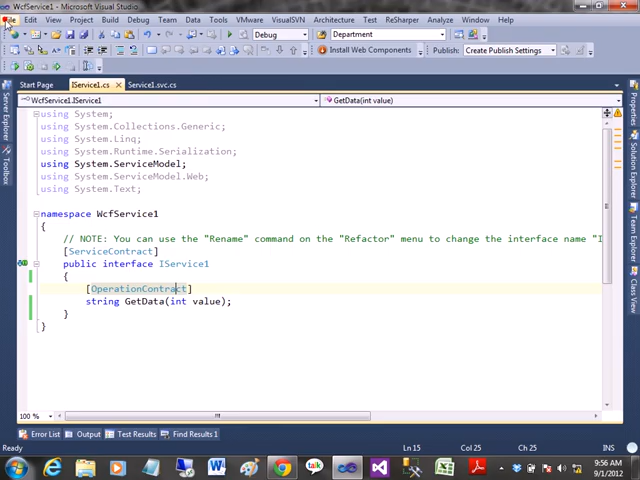 WcfService1 - Microsoft Visual Studio
File Edit View Project Build Debug Team Data Tools VMware VisualSVN Architecture Test ReSharper Analyze Window Help
Debug Department
Install Web Components Publish: Create Publish Settings
Start Page IService1.cs Service1.svc.cs
WcfService1.IService1 GetData(int value)
using System;
using System.Collections.Generic;
using System.Linq;
using System.Runtime.Serialization;
using System.ServiceModel;
using System.ServiceModel.Web;
using System.Text;
namespace WcfService1
{
// NOTE: You can use the "Rename" command on the "Refactor" menu to change the interface name "I
[ServiceContract]
public interface IService1
{
[OperationContract]
string GetData(int value);
}
}
100 %
Error List Output Test Results Find Results 1
Ready Ln 15 Col 25 Ch 25 INS
9:56 AM
9/1/2012
Server Explorer
Toolbox
Properties
Solution Explorer
Team Explorer
Class View
talk